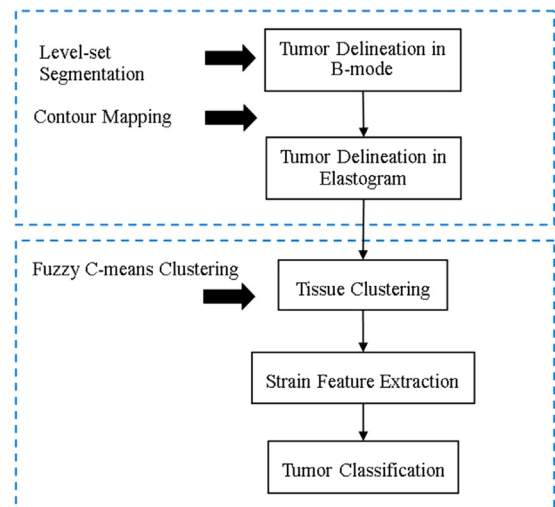 Level-set
Segmentation
Tumor Delineation in
B-mode
Contour Mapping
Tumor Delineation in
Elastogram
Fuzzy C-means Clustering
Tissue Clustering
Strain Feature Extraction
Tumor Classification